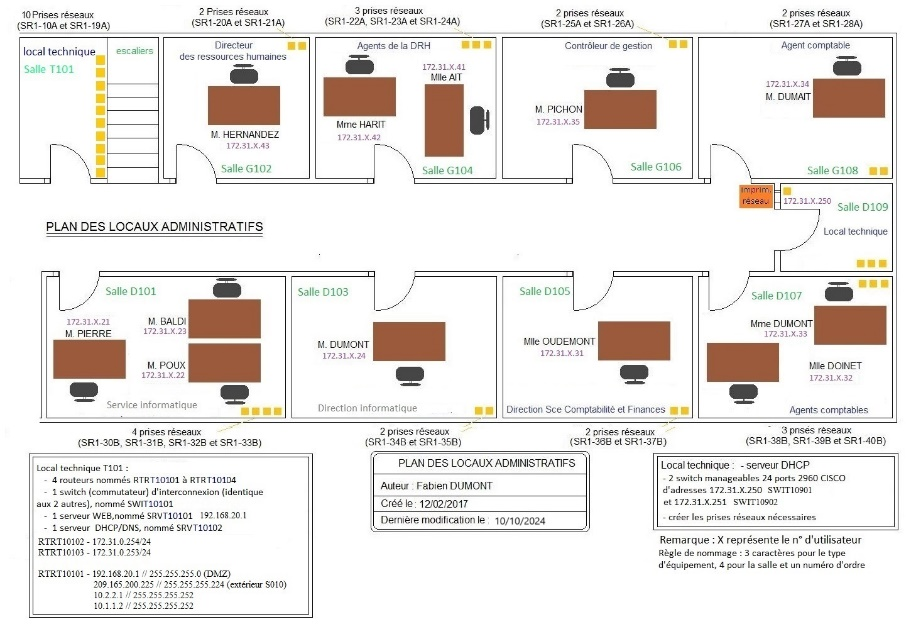 10 Prises réseaux
(SR1-10A et SR1-19A)
2 Prises réseaux
(SR1-20A et SR1-21A)
3 prises réseaux
(SR1-22A, SR1-23A et SR1-24A)
2 prises réseaux
(SR1-25A et SR1-26A)
2 prises réseaux
(SR1-27A et SR1-28A)
local technique
Salle T101
escaliers
Directeur
des ressources humaines
M. HERNANDEZ
172.31.X.43
Salle G102
Agents de la DRH
172.31.X.41
Mlle AIT
Mme HARIT
172.31.X.42
Salle G104
Contrôleur de gestion
M. PICHON
172.31.X.35
Salle G106
Agent comptable
172.31.X.34
M. DUMAIT
Salle G108
imprim.
réseau
172.31.X.250
Salle D109
Local technique
PLAN DES LOCAUX ADMINISTRATIFS
Salle D101
172.31.X.21
M. PIERRE
M. BALDI
172.31.X.23
M. POUX
172.31.X.22
Service informatique
Salle D103
M. DUMONT
172.31.X.24
Direction informatique
Salle D105
Mlle OUDEMONT
172.31.X.31
Direction Sce Comptabilité et Finances
Salle D107
Mme DUMONT
172.31.X.33
Mlle DOINET
172.31.X.32
Agents comptables
4 prises réseaux
(SR1-30B, SR1-31B, SR1-32B et SR1-33B)
2 prises réseaux
(SR1-34B et SR1-35B)
2 prises réseaux
(SR1-36B et SR1-37B)
3 prises réseaux
(SR1-38B, SR1-39B et SR1-40B)
Local technique T101 :
- 4 routeurs nommés RTRT10101 à RTRT10104
- 1 switch (commutateur) d'interconnexion (identique
aux 2 autres), nommé SWIT10101
- 1 serveur WEB,nommé SRVT10101 192.168.20.1
- 1 serveur DHCP/DNS, nommé SRVT10102
RTRT10102 - 172.31.0.254/24
RTRT10103 - 172.31.0.253/24
RTRT10101 - 192.168.20.1 // 255.255.255.0 (DMZ)
209.165.200.225 // 255.255.255.224 (extérieur S010)
10.2.2.1 // 255.255.255.252
10.1.1.2 // 255.255.255.252
PLAN DES LOCAUX ADMINISTRATIFS
Auteur : Fabien DUMONT
Créé le : 12/02/2017
Dernière modification le : 10/10/2024
Local technique : - serveur DHCP
- 2 switch manageables 24 ports 2960 CISCO
d'adresses 172.31.X.250 SWIT10901
et 172.31.X.251 SWIT10902
- créer les prises réseaux nécessaires
Remarque : X représente le n° d'utilisateur
Règle de nommage : 3 caractères pour le type
d'équipement, 4 pour la salle et un numéro d'ordre